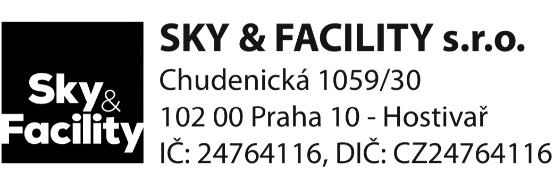 Sky&
Facility
SKY & FACILITY s.r.o.
Chudenická 1059/30
102 00 Praha 10 - Hostivař
IČ: 24764116, DIČ: CZ24764116